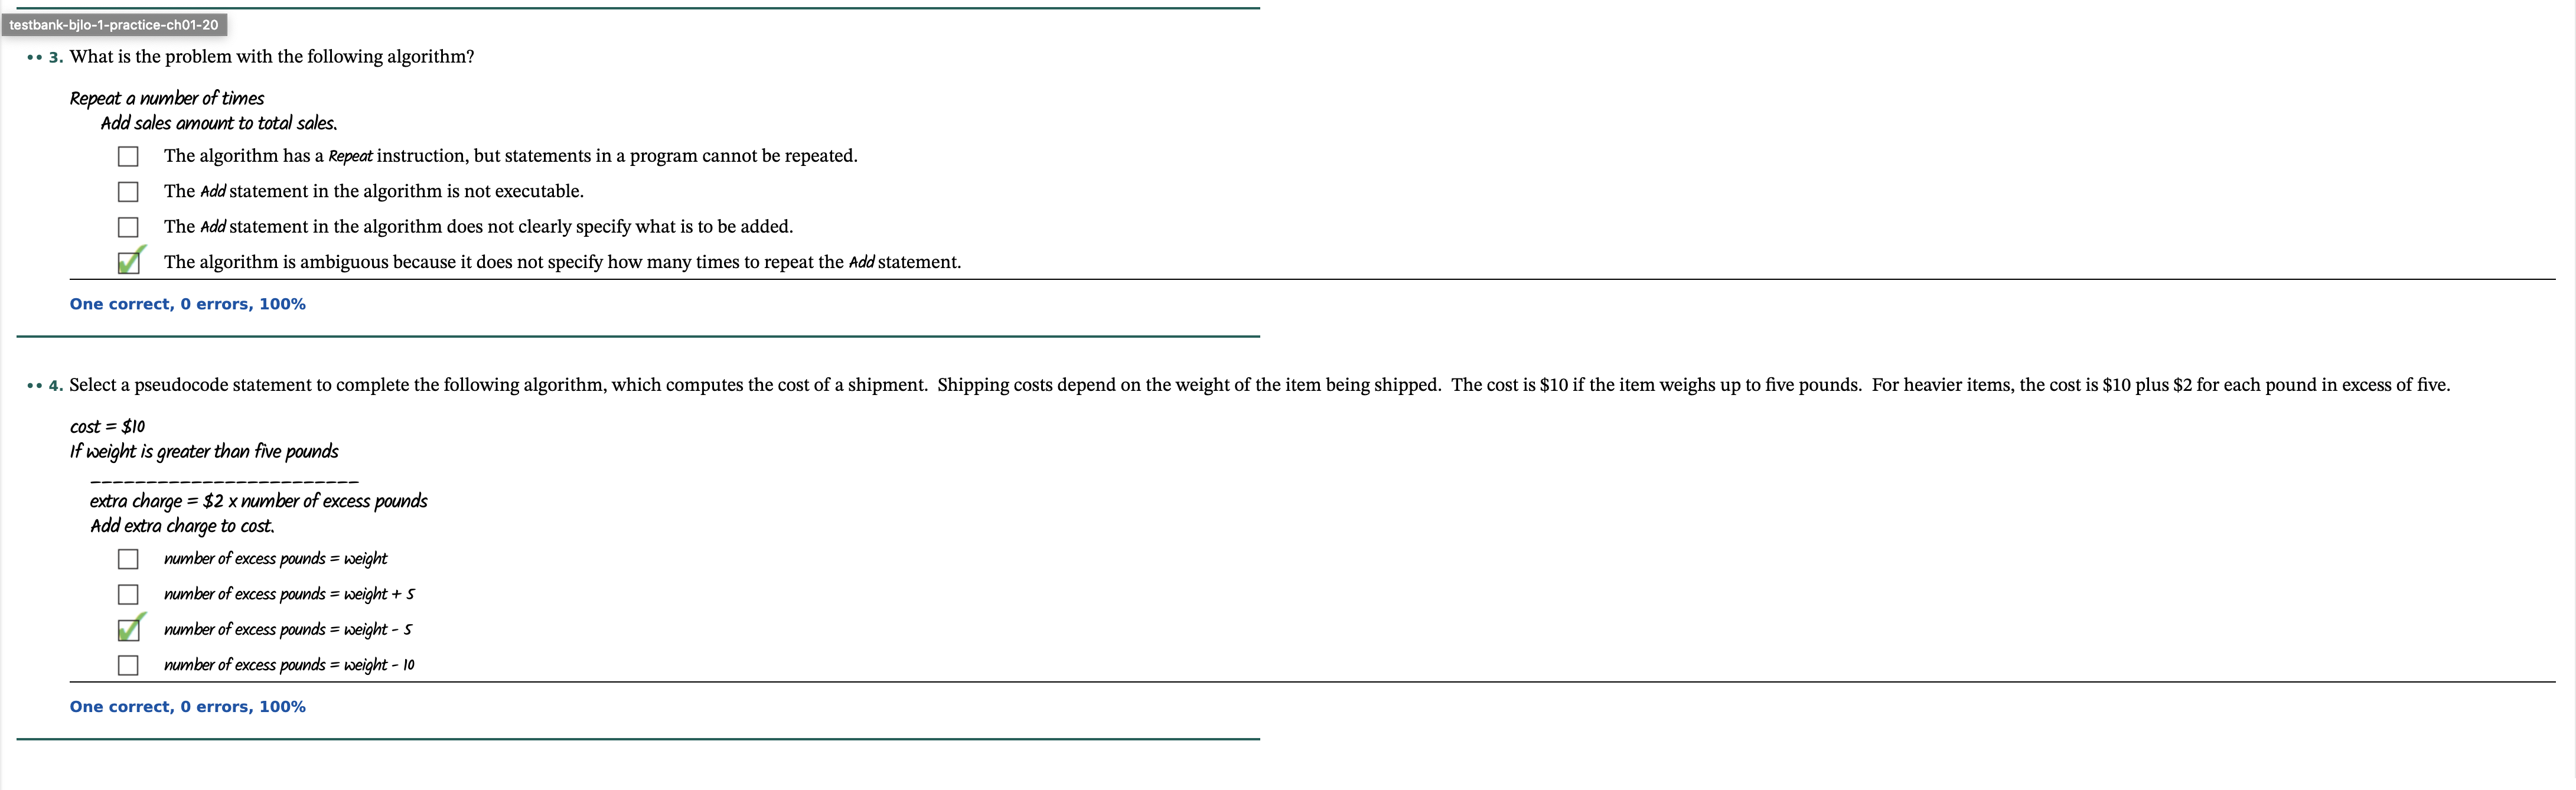 testbank-bjlo-1-practice-ch01-20
•• 3. What is the problem with the following algorithm?
Repeat a number of times
Add sales amount to total sales.
The algorithm has a Repeat instruction, but statements in a program cannot be repeated.
The Add statement in the algorithm is not executable.
The Add statement in the algorithm does not clearly specify what is to be added.
The algorithm is ambiguous because it does not specify how many times to repeat the Add statement.
One correct, 0 errors, 100%
•• 4. Select a pseudocode statement to complete the following algorithm, which computes the cost of a shipment. Shipping costs depend on the weight of the item being shipped. The cost is $10 if the item weighs up to five pounds. For heavier items, the cost is $10 plus $2 for each pound in excess of five.
cost = $10
If weight is greater than five pounds
________________________
extra charge = $2 x number of excess pounds
Add extra charge to cost.
number of excess pounds = weight
number of excess pounds = weight + 5
number of excess pounds = weight - 5
number of excess pounds = weight - 10
One correct, 0 errors, 100%